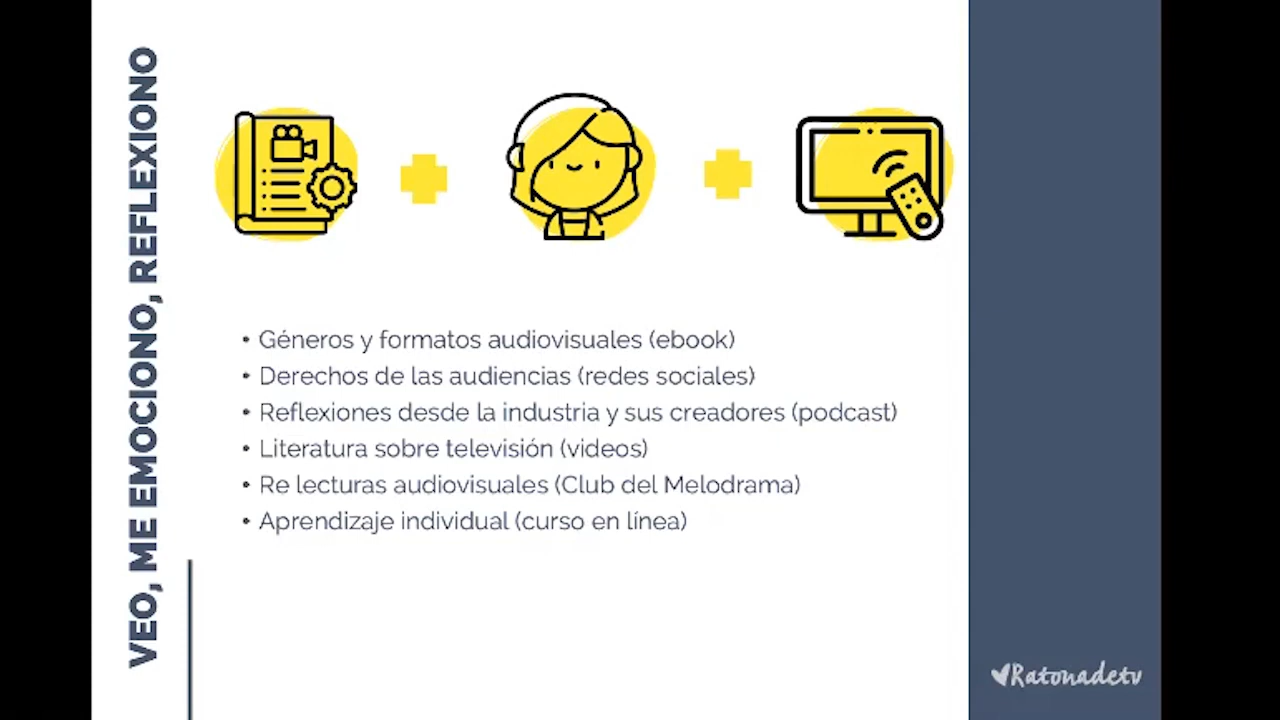 VEO, ME EMOCIONO, REFLEXIONO
• Géneros y formatos audiovisuales (ebook)
• Derechos de las audiencias (redes sociales)
• Reflexiones desde la industria y sus creadores (podcast)
• Literatura sobre televisión (videos)
• Re lecturas audiovisuales (Club del Melodrama)
• Aprendizaje individual (curso en línea)
Ratonadetv